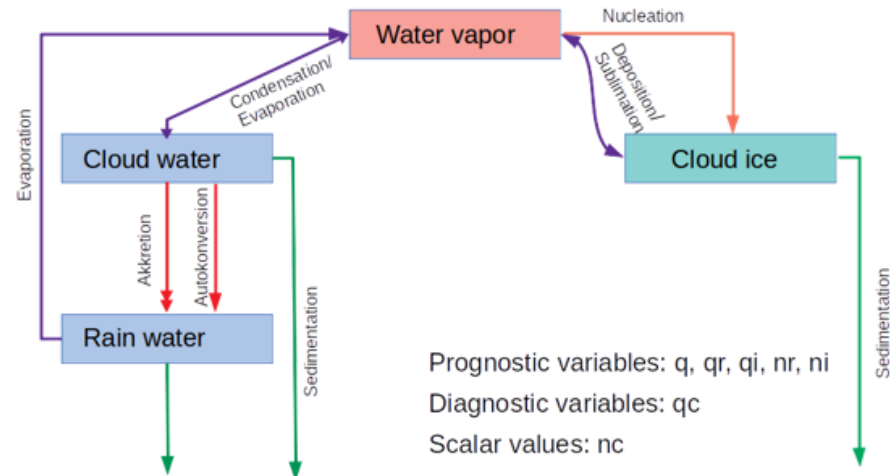 Nucleation
Water vapor
Condensation/
Evaporation
Deposition/
Sublimation
Evaporation
Cloud water
Cloud ice
Akkretion
Autokonversion
Sedimentation
Sedimentation
Rain water
Prognostic variables: q, qr, qi, nr, ni
Diagnostic variables: qc
Scalar values: nc